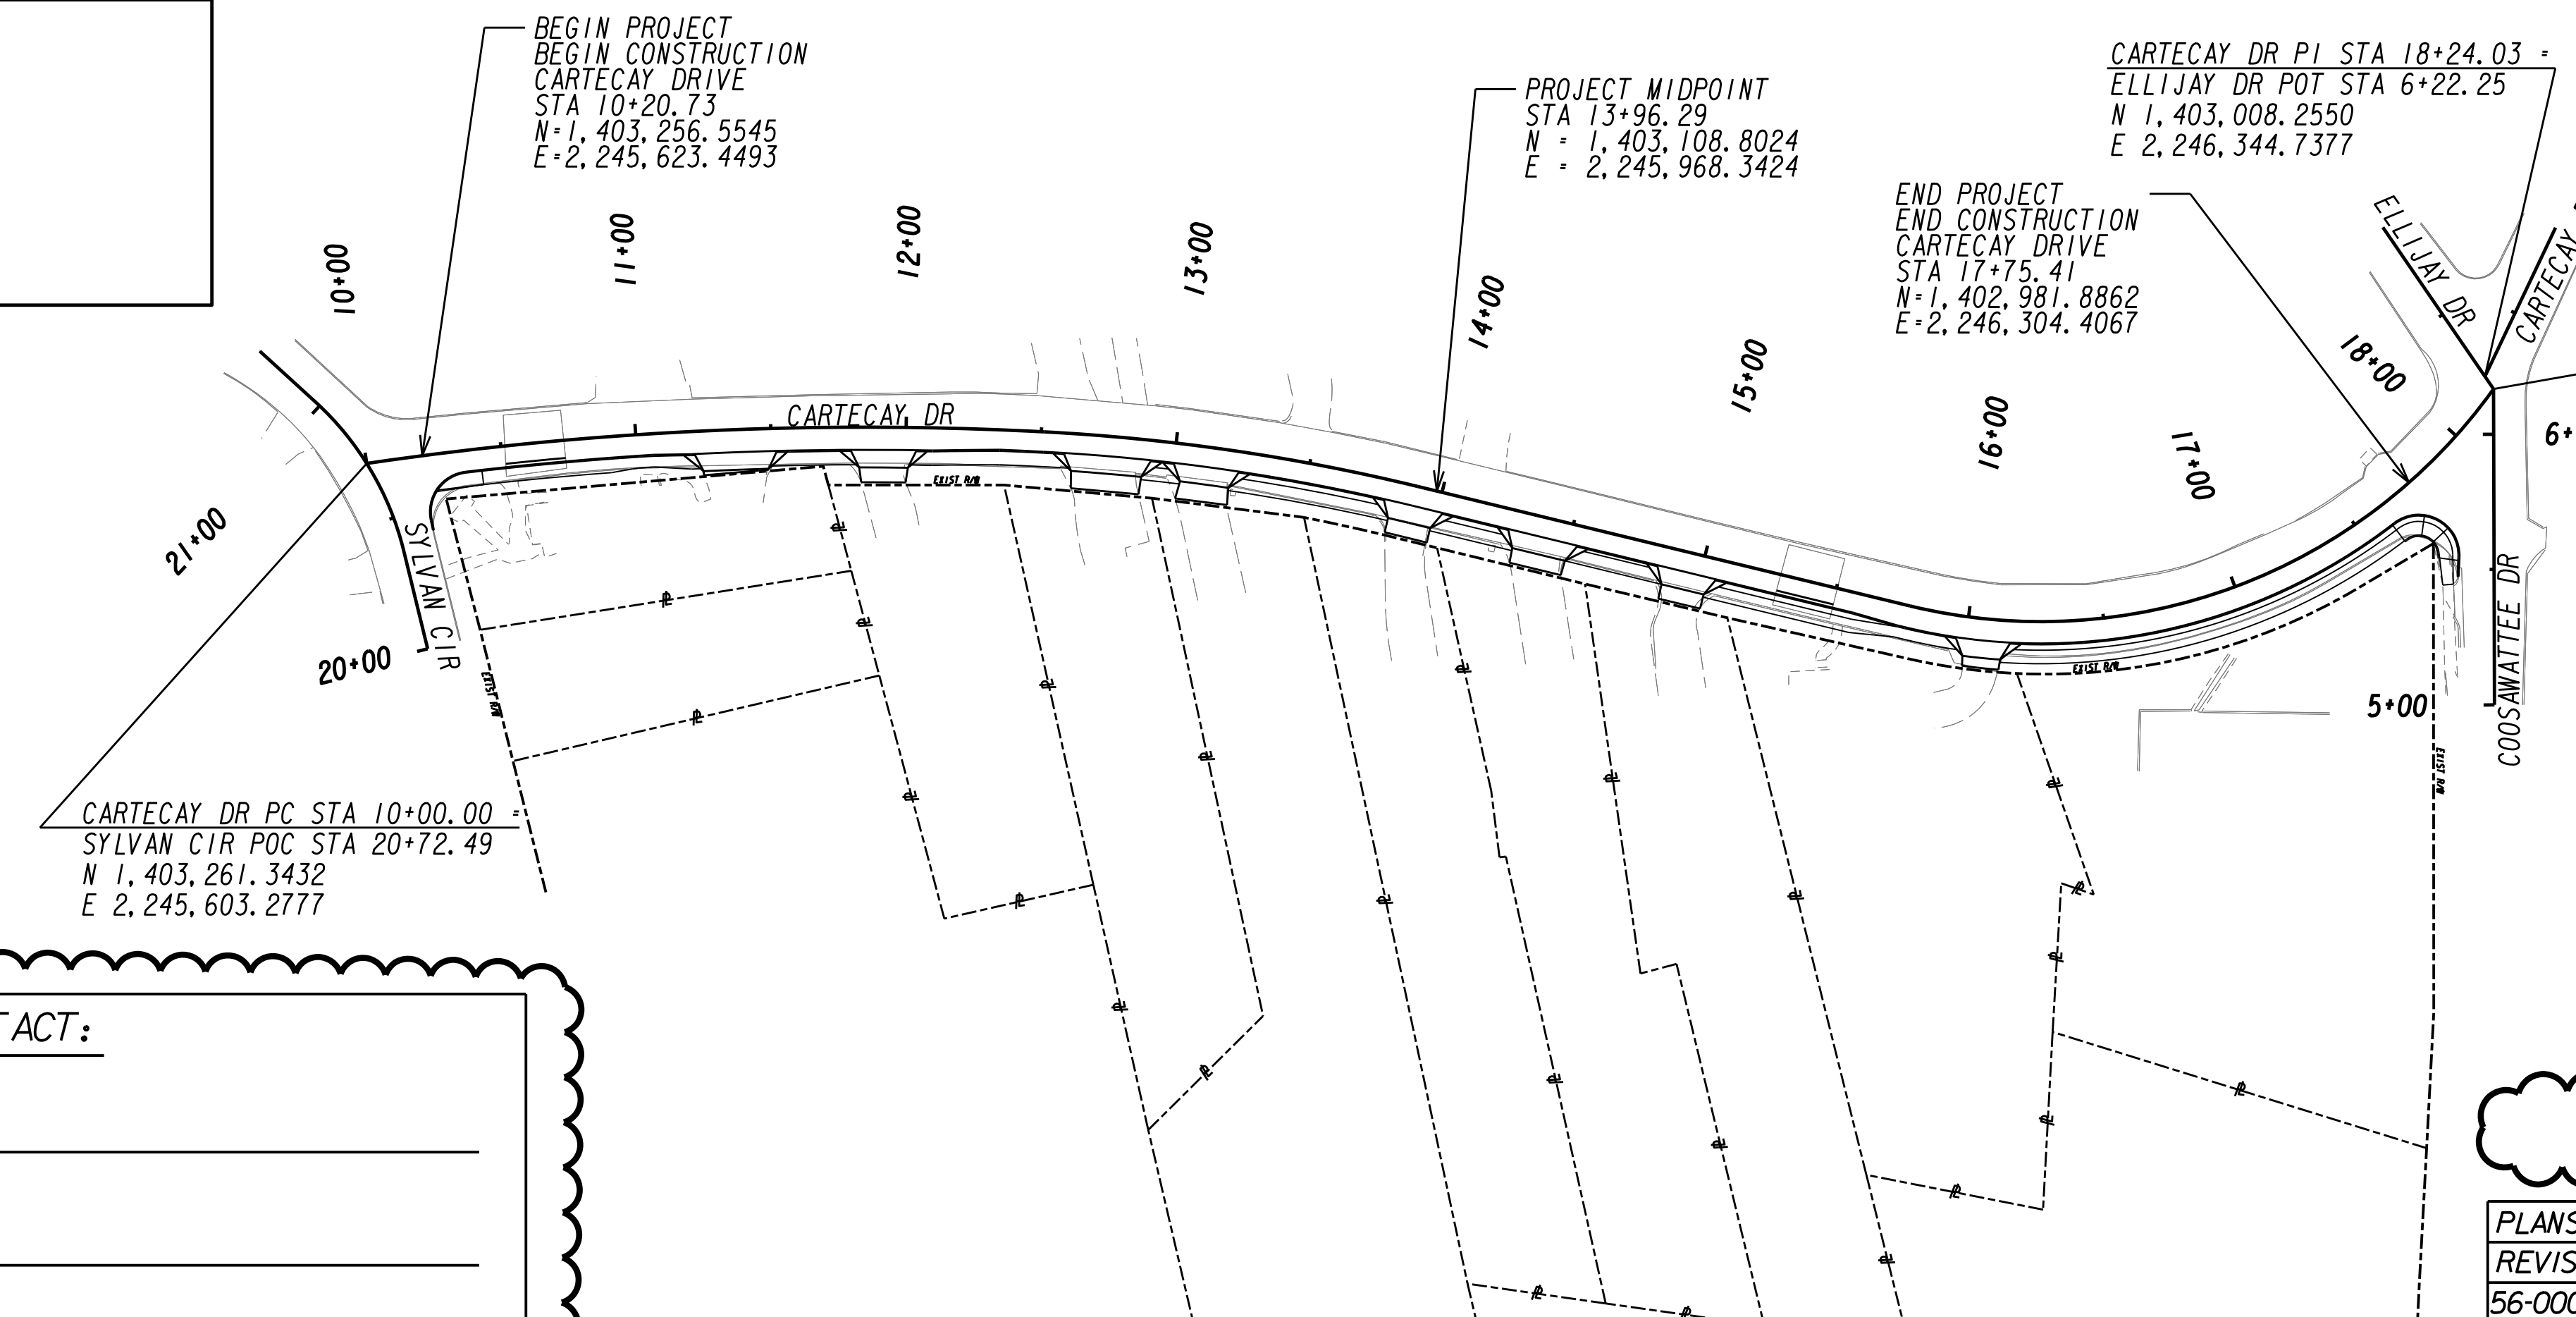 BEGIN PROJECT
BEGIN CONSTRUCTION
CARTECAY DRIVE
STA 10+20.73
N=1,403,256.5545
E=2,245,623.4493
PROJECT MIDPOINT
STA 13+96.29
N = 1,403,108.8024
E = 2,245,968.3424
CARTECAY DR PI STA 18+24.03 =
ELLIJAY DR POT STA 6+22.25
N 1,403,008.2550
E 2,246,344.7377
END PROJECT
END CONSTRUCTION
CARTECAY DRIVE
STA 17+75.41
N=1,402,981.8862
E=2,246,304.4067
10+00
11+00
12+00
13+00
14+00
15+00
16+00
17+00
18+00
ELLIJAY DR
CARTECAY
CARTECAY DR
6+
21+00
SYLVAN CIR
20+00
EXIST R/W
EXIST R/W
EXIST R/W
EXIST R/W
5+00
COOSAWATTEE DR
CARTECAY DR PC STA 10+00.00 =
SYLVAN CIR POC STA 20+72.49
N 1,403,261.3432
E 2,245,603.2777
TACT:
PLANS
REVIS
56-000